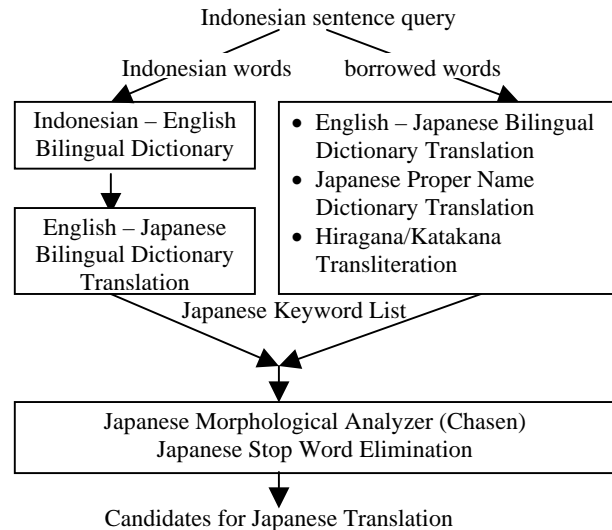 Indonesian sentence query
Indonesian words
borrowed words
Indonesian – English
Bilingual Dictionary
English – Japanese
Bilingual Dictionary
Translation
• English – Japanese Bilingual
Dictionary Translation
• Japanese Proper Name
Dictionary Translation
• Hiragana/Katakana
Transliteration
Japanese Keyword List
Japanese Morphological Analyzer (Chasen)
Japanese Stop Word Elimination
Candidates for Japanese Translation